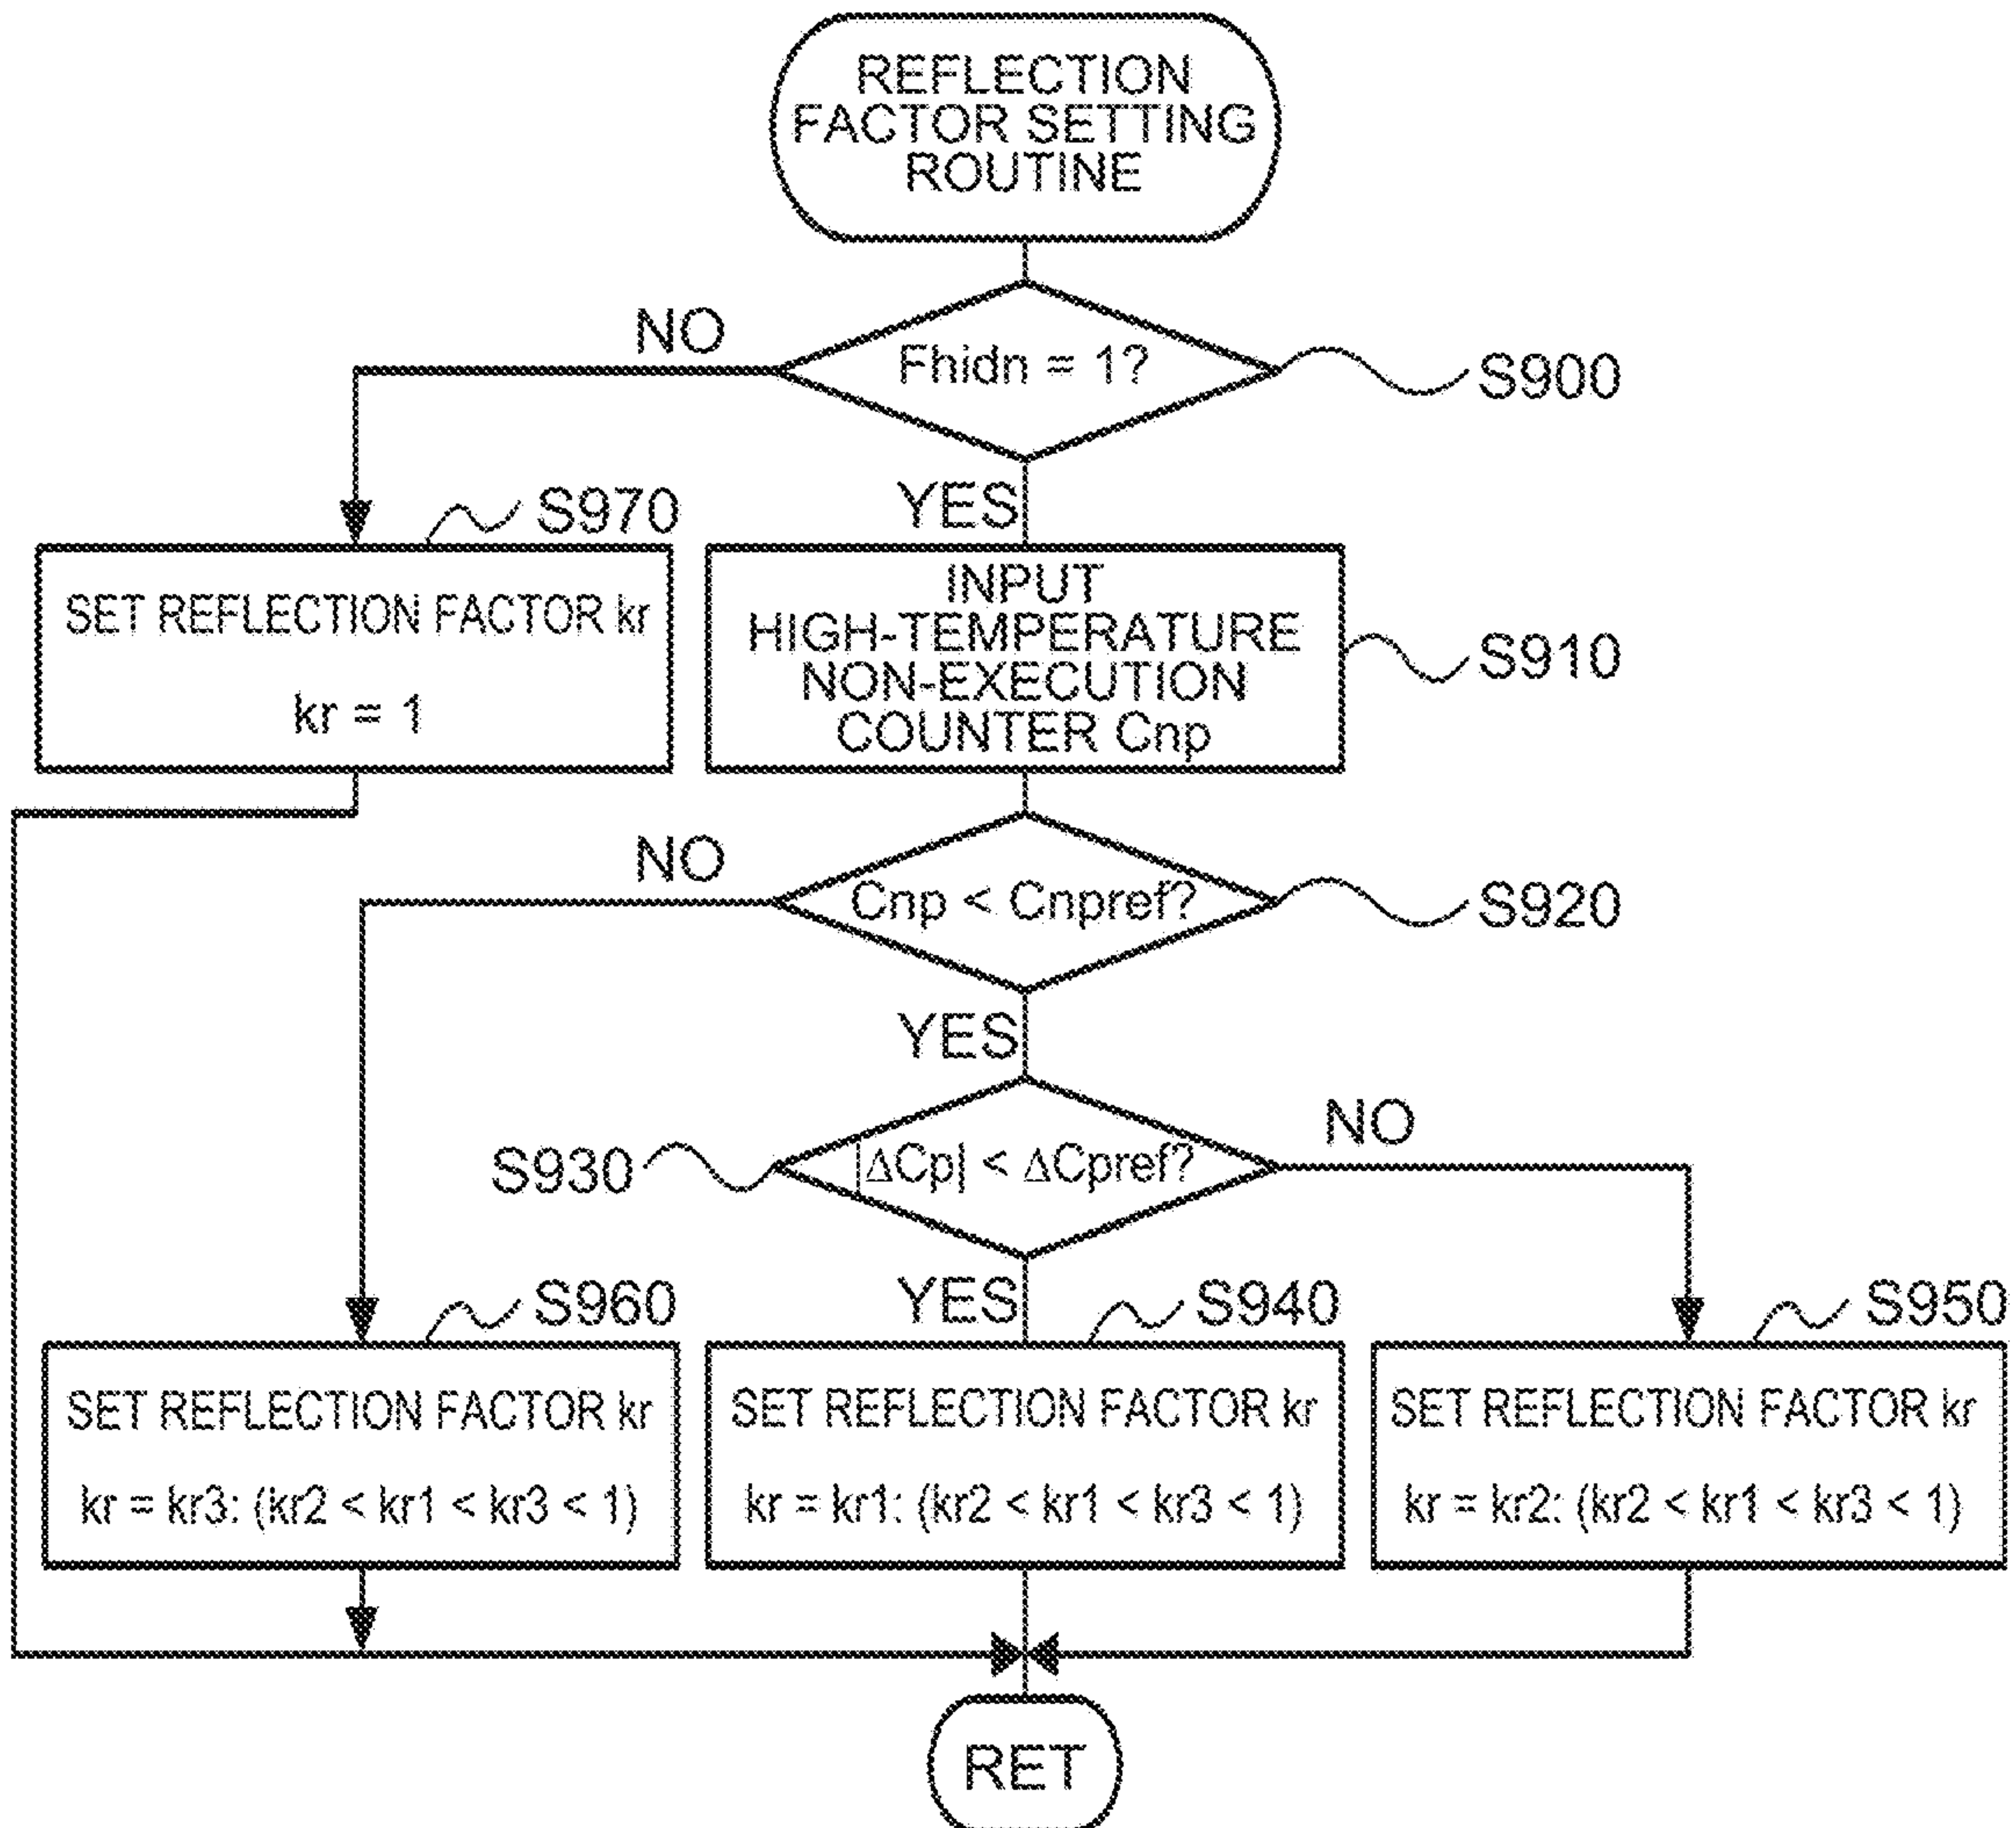 REFLECTION
FACTOR SETTING
ROUTINE
NO
Fhidn = 1?
S900
YES
S970
SET REFLECTION FACTOR kr
kr = 1
INPUT
HIGH-TEMPERATURE
NON-EXECUTION
COUNTER Cnp
S910
NO
Cnp < Cnpref?
S920
YES
S930
|ΔCp| < ΔCpref?
NO
S960
SET REFLECTION FACTOR kr
kr = kr3: (kr2 < kr1 < kr3 < 1)
YES
S940
SET REFLECTION FACTOR kr
kr = kr1: (kr2 < kr1 < kr3 < 1)
S950
SET REFLECTION FACTOR kr
kr = kr2: (kr2 < kr1 < kr3 < 1)
RET